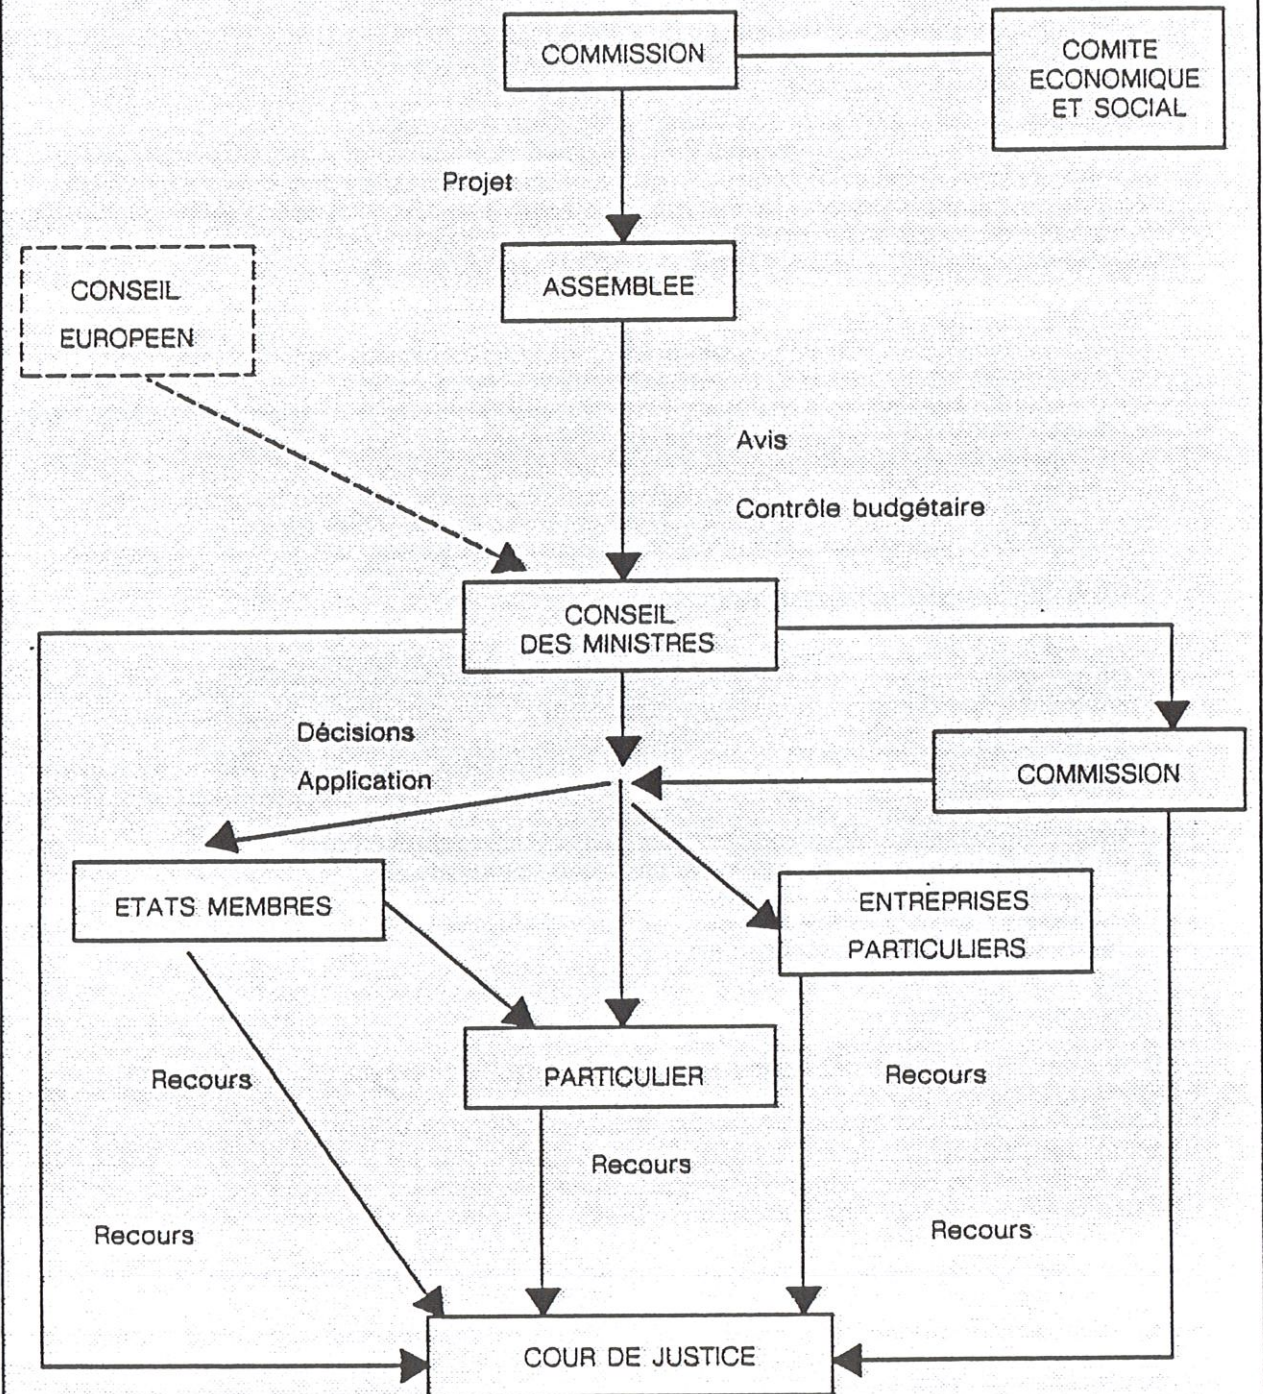 COMMISSION
COMITE
ECONOMIQUE
ET SOCIAL
Projet
ASSEMBLEE
CONSEIL
EUROPEEN
Avis
Contrôle budgétaire
CONSEIL
DES MINISTRES
Décisions
Application
COMMISSION
ETATS MEMBRES
ENTREPRISES
PARTICULIERS
PARTICULIER
Recours
Recours
Recours
Recours
Recours
COUR DE JUSTICE